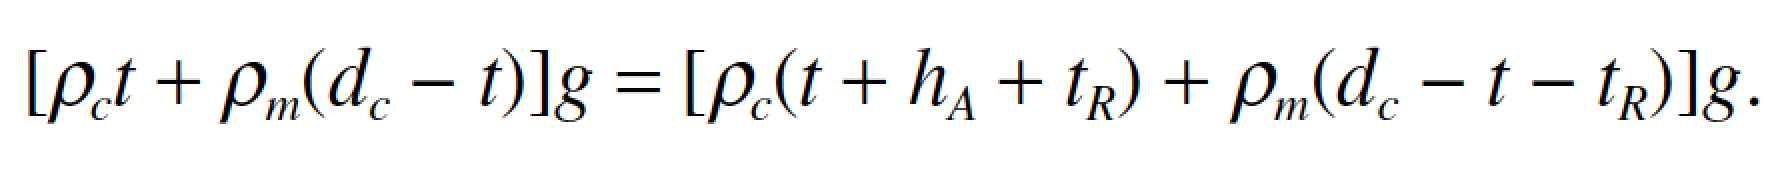 [ρ_c t + ρ_m(d_c − t)]g = [ρ_c(t + h_A + t_R) + ρ_m(d_c − t − t_R)]g.